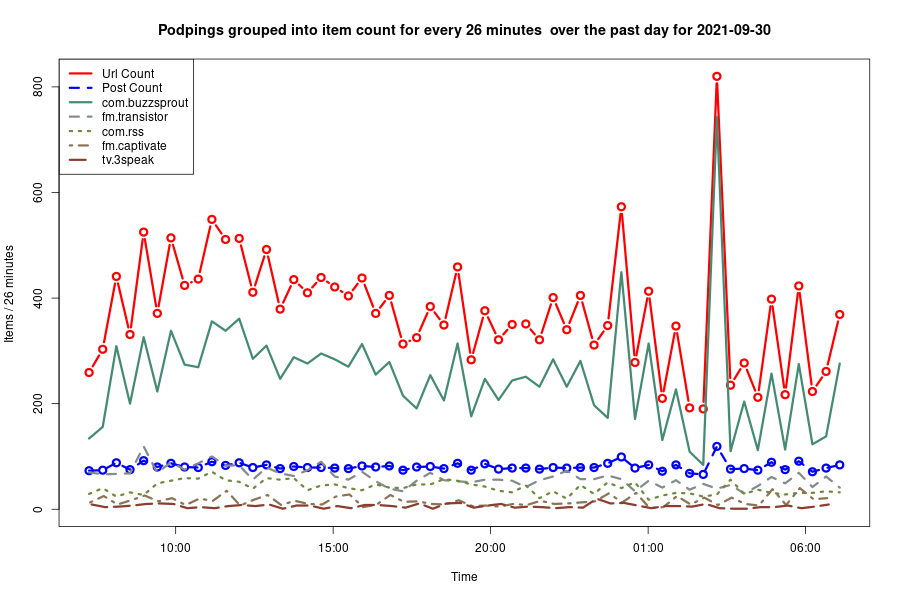 Podpings grouped into item count for every 26 minutes  over the past day for 2021-09-30
Url Count
Post Count
com.buzzsprout
fm.transistor
com.rss
fm.captivate
tv.3speak
Items / 26 minutes
800
600
400
200
0
10:00
15:00
20:00
01:00
06:00
Time